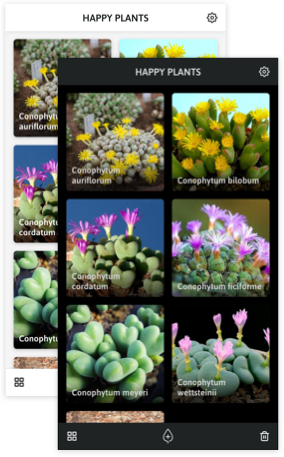 HAPPY PLANTS
Conophytum
auriflorum
Conophytum
cordatum
Conophytu
HAPPY PLANTS
Conophytum
auriflorum
Conophytum bilobum
Conophytum
cordatum
Conophytum ficiforme
Conophytum meyeri
Conophytum
wettsteinii